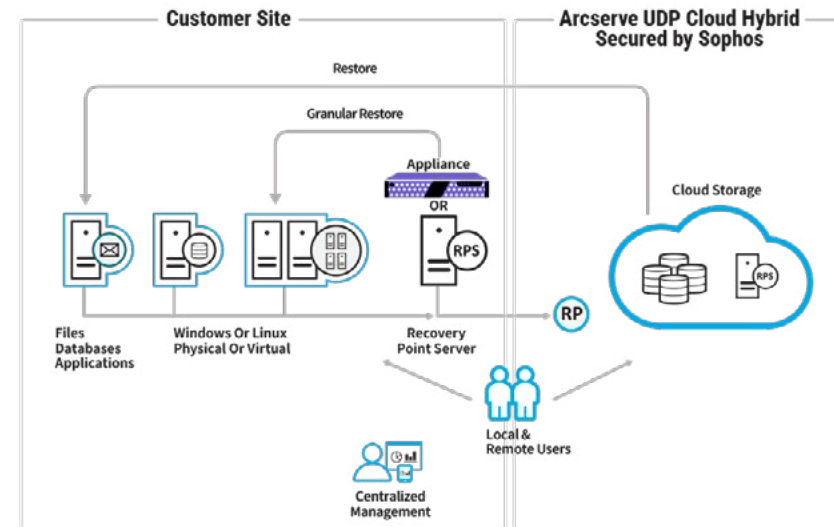 Customer Site
Arcserve UDP Cloud Hybrid
Secured by Sophos
Restore
Granular Restore
Appliance
OR
RPS
Cloud Storage
RPS
RP
Files
Databases
Applications
Windows Or Linux
Physical Or Virtual
Recovery
Point Server
Local &
Remote Users
Centralized
Management